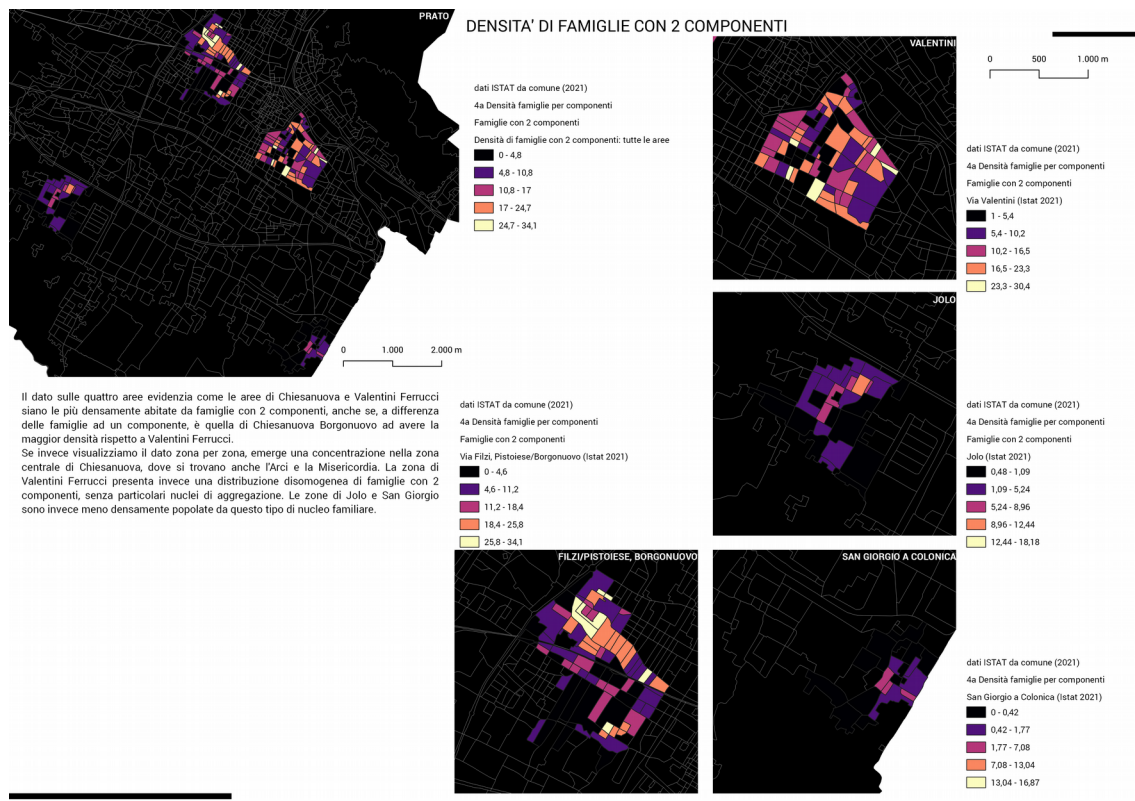 PRATO
DENSITA' DI FAMIGLIE CON 2 COMPONENTI
dati ISTAT da comune (2021)
4a Densità famiglie per componenti
Famiglie con 2 componenti
Densità di famiglie con 2 componenti: tutte le aree
0 - 4,8
4,8 - 10,8
10,8 - 17
17 - 24,7
24,7 - 34,1
0 1.000 2.000 m
VALENTINI
0 500 1.000 m
dati ISTAT da comune (2021)
4a Densità famiglie per componenti
Famiglie con 2 componenti
Via Valentini (Istat 2021)
1 - 5,4
5,4 - 10,2
10,2 - 16,5
16,5 - 23,3
23,3 - 30,4
Il dato sulle quattro aree evidenzia come le aree di Chiesanuova e Valentini Ferrucci
siano le più densamente abitate da famiglie con 2 componenti, anche se, a differenza
delle famiglie ad un componente, è quella di Chiesanuova Borgonuovo ad avere la
maggior densità rispetto a Valentini Ferrucci.
Se invece visualizziamo il dato zona per zona, emerge una concentrazione nella zona
centrale di Chiesanuova, dove si trovano anche l'Arci e la Misericordia. La zona di
Valentini Ferrucci presenta invece una distribuzione disomogenea di famiglie con 2
componenti, senza particolari nuclei di aggregazione. Le zone di Jolo e San Giorgio
sono invece meno densamente popolate da questo tipo di nucleo familiare.
JOLO
dati ISTAT da comune (2021)
4a Densità famiglie per componenti
Famiglie con 2 componenti
Jolo (Istat 2021)
0,48 - 1,09
1,09 - 5,24
5,24 - 8,96
8,96 - 12,44
12,44 - 18,18
dati ISTAT da comune (2021)
4a Densità famiglie per componenti
Famiglie con 2 componenti
Via Filzi, Pistoiese/Borgonuovo (Istat 2021)
0 - 4,6
4,6 - 11,2
11,2 - 18,4
18,4 - 25,8
25,8 - 34,1
FILZI/PISTOIESE, BORGONUOVO
SAN GIORGIO A COLONICA
dati ISTAT da comune (2021)
4a Densità famiglie per componenti
Famiglie con 2 componenti
San Giorgio a Colonica (Istat 2021)
0 - 0,42
0,42 - 1,77
1,77 - 7,08
7,08 - 13,04
13,04 - 16,87